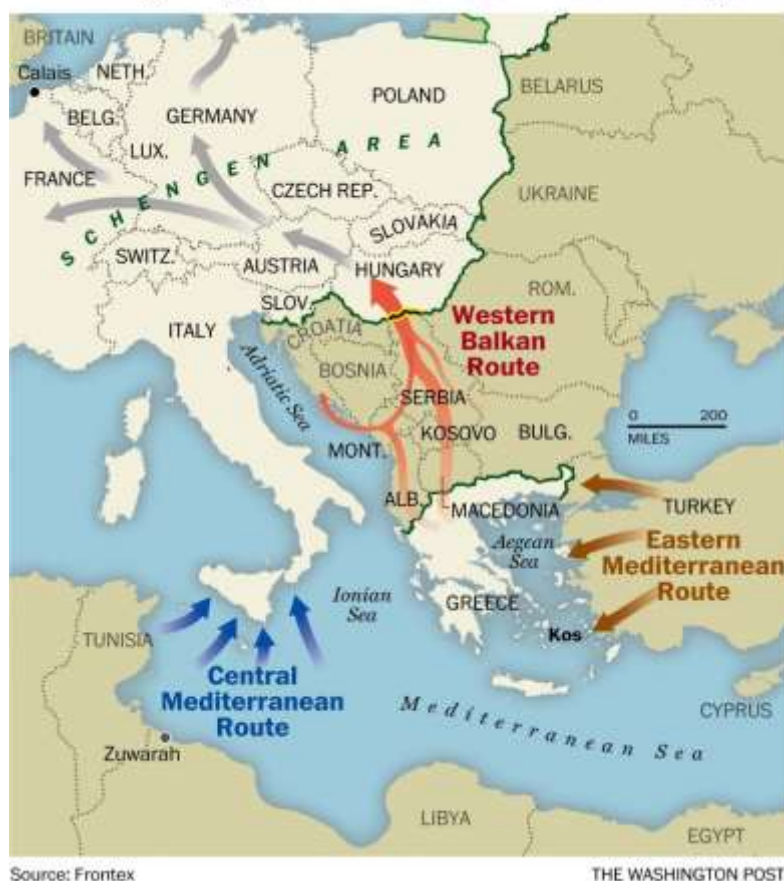 BRITAIN
Calais
NETH.
BELG.
LUX.
GERMANY
POLAND
BELARUS
FRANCE
SCHENGEN AREA
CZECH REP.
UKRAINE
SLOVAKIA
SWITZ.
AUSTRIA
HUNGARY
SLOV.
ROM.
ITALY
CROATIA
Western
Balkan
Route
BOSNIA
Adriatic Sea
SERBIA
0 200
MILES
MONT.
KOSOVO
BULG.
ALB.
MACEDONIA
TURKEY
Aegean
Sea
Eastern
Mediterranean
Route
Ionian
Sea
GREECE
Kos
TUNISIA
Central
Mediterranean
Route
Mediterranean Sea
CYPRUS
Zuwarah
LIBYA
EGYPT
Source: Frontex
THE WASHINGTON POST